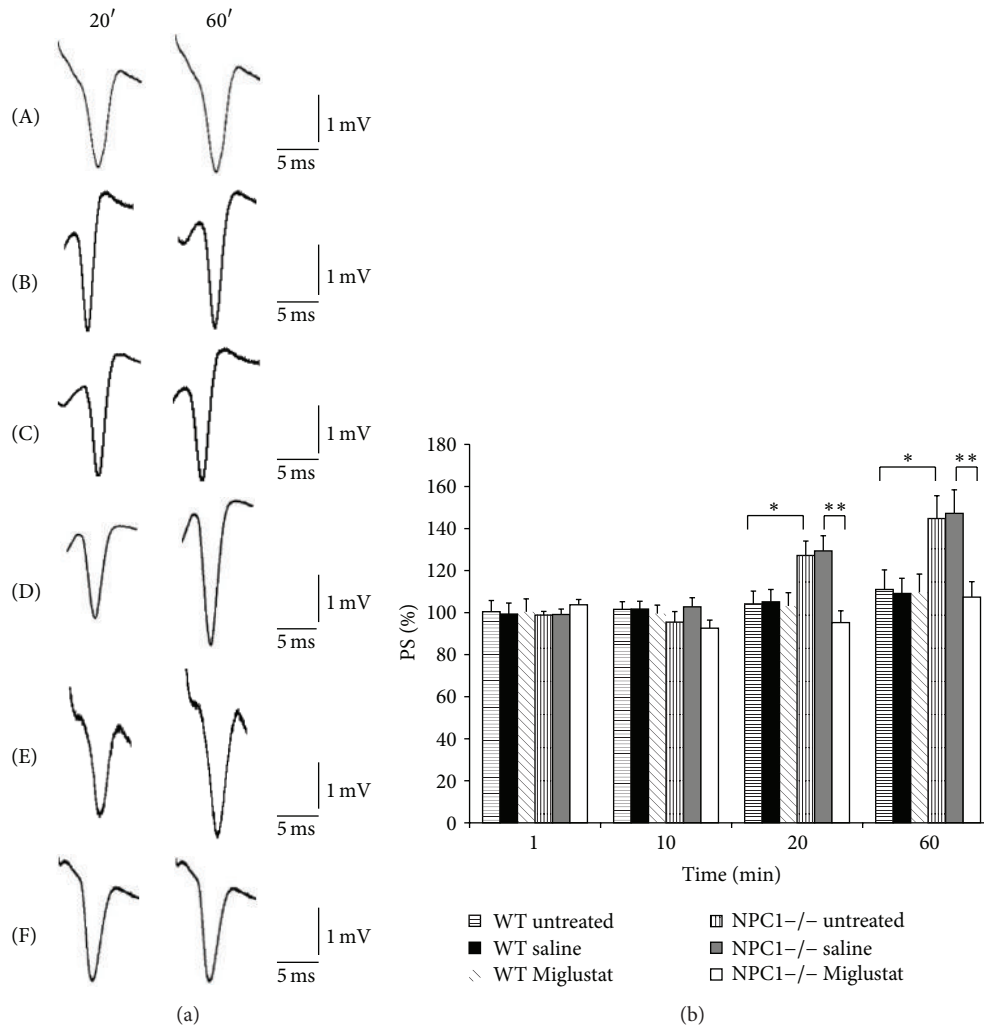 20′ 60′
(A)
1 mV
5 ms
(B)
1 mV
5 ms
(C)
1 mV
5 ms
(D)
1 mV
5 ms
(E)
1 mV
5 ms
(F)
1 mV
5 ms
(a)
PS (%)
180
160
140
120
100
80
60
40
20
0
* **
* **
1 10 20 60
Time (min)
WT untreated
WT saline
WT Miglustat
NPC1−/− untreated
NPC1−/− saline
NPC1−/− Miglustat
(b)